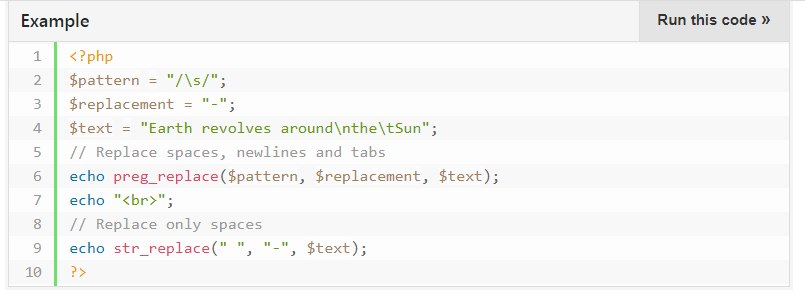 Example
Run this code »
1 <?php
2 $pattern = "/\s/";
3 $replacement = "-";
4 $text = "Earth revolves around\nthe\tSun";
5 // Replace spaces, newlines and tabs
6 echo preg_replace($pattern, $replacement, $text);
7 echo "<br>";
8 // Replace only spaces
9 echo str_replace(" ", "-", $text);
10 ?>